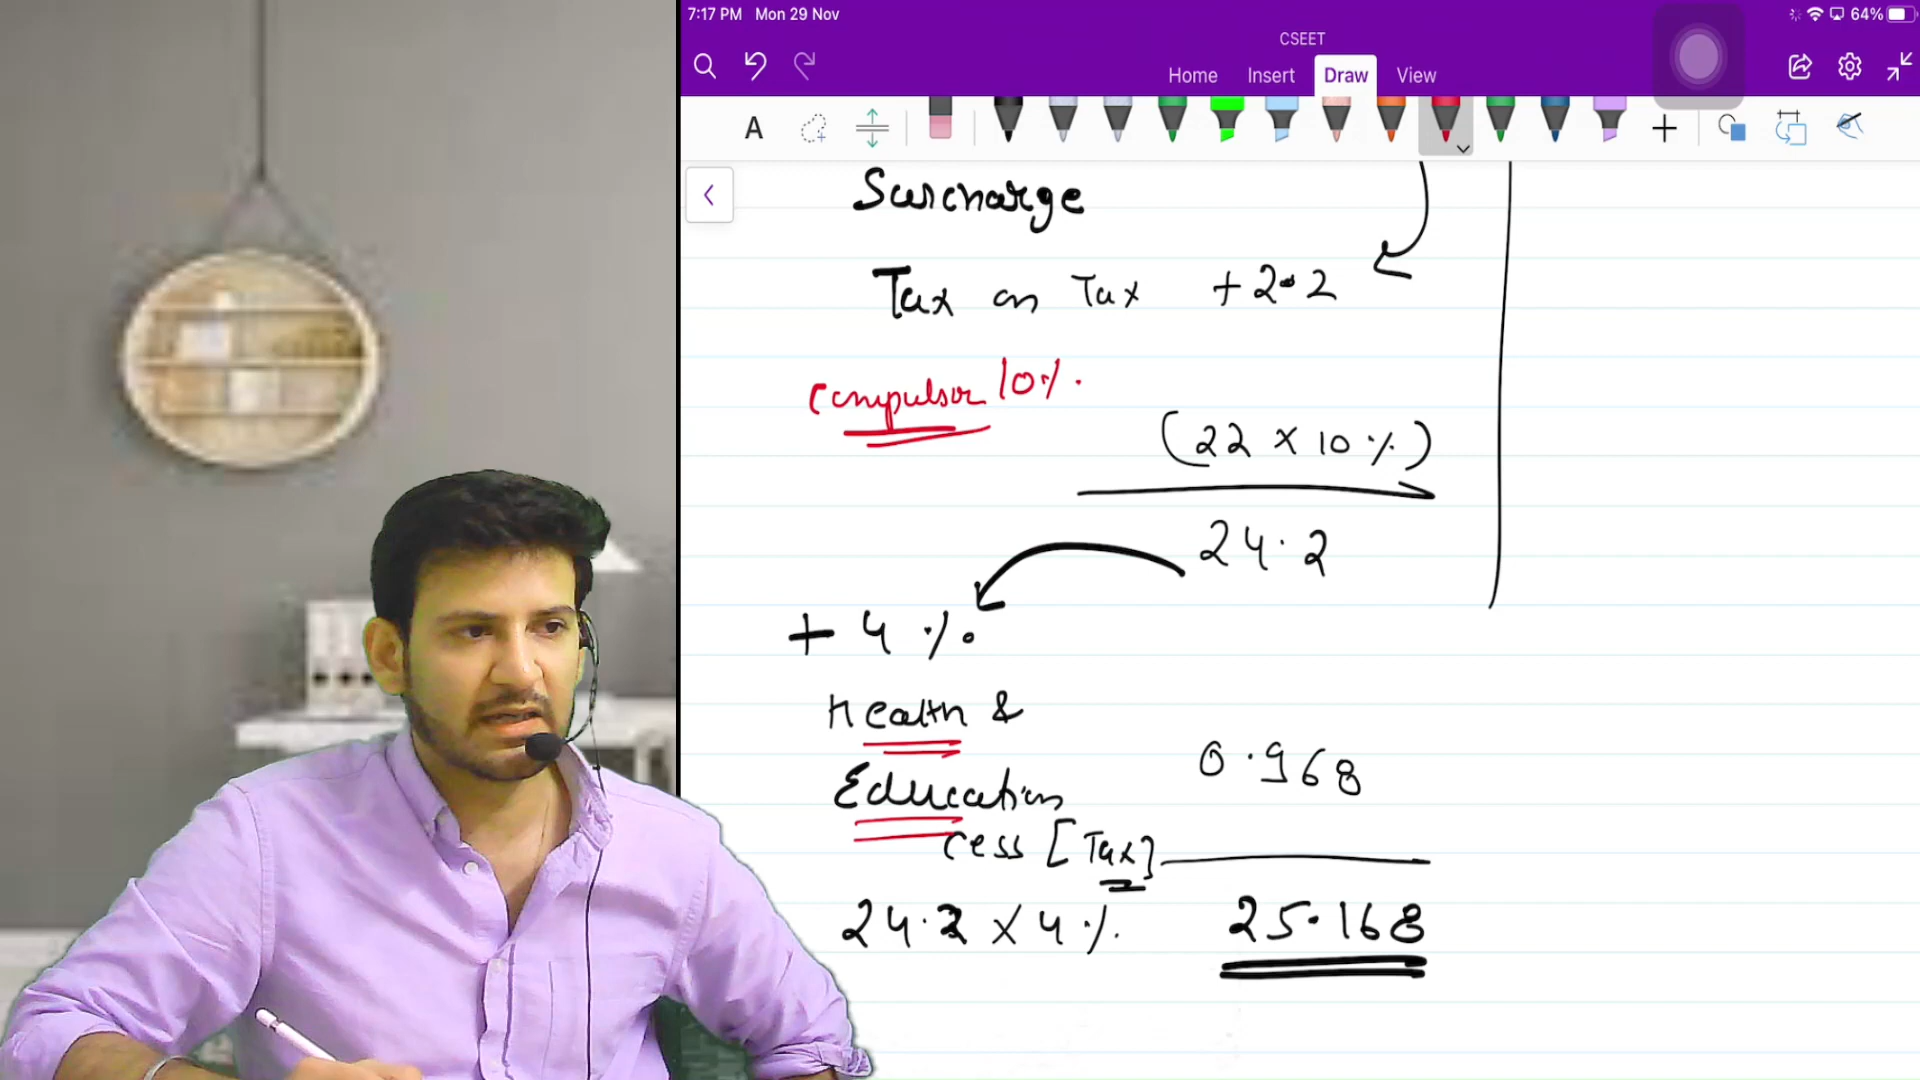 7:17 PM Mon 29 Nov
64%
CSEET
Home Insert Draw View
A
Surcharge
Tax on Tax +2.2
Compulsor 10%.
(22 x 10%)
24.2
+ 4%
Health &
Education
cess [Tax]
0.968
24.2 x 4%.
25.168